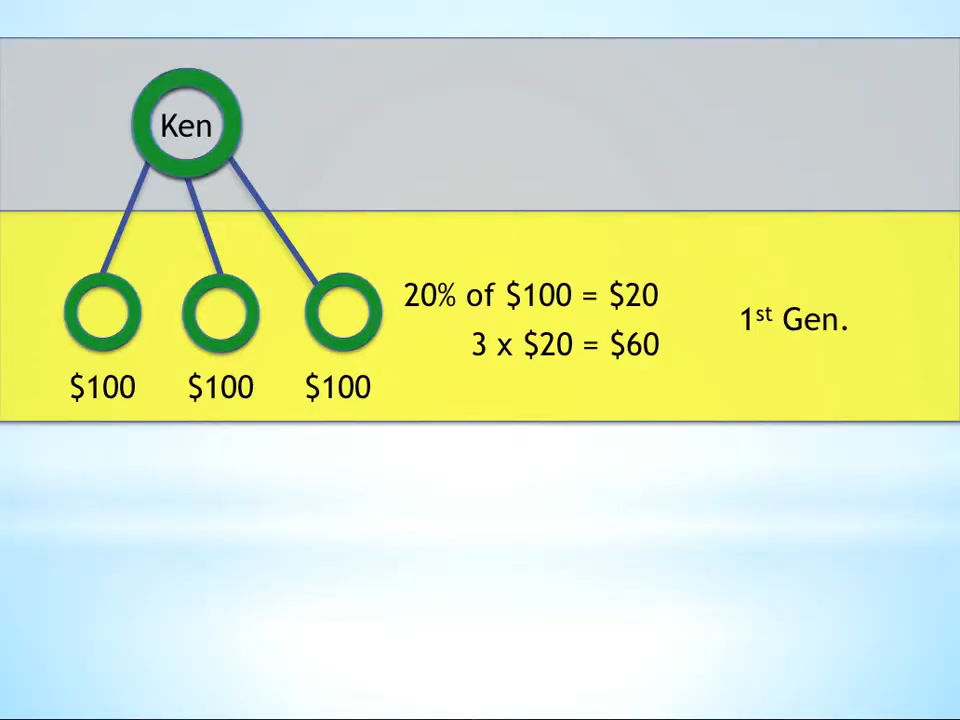 Ken
20% of $100 = $20
3 x $20 = $60
1st Gen.
$100 $100 $100